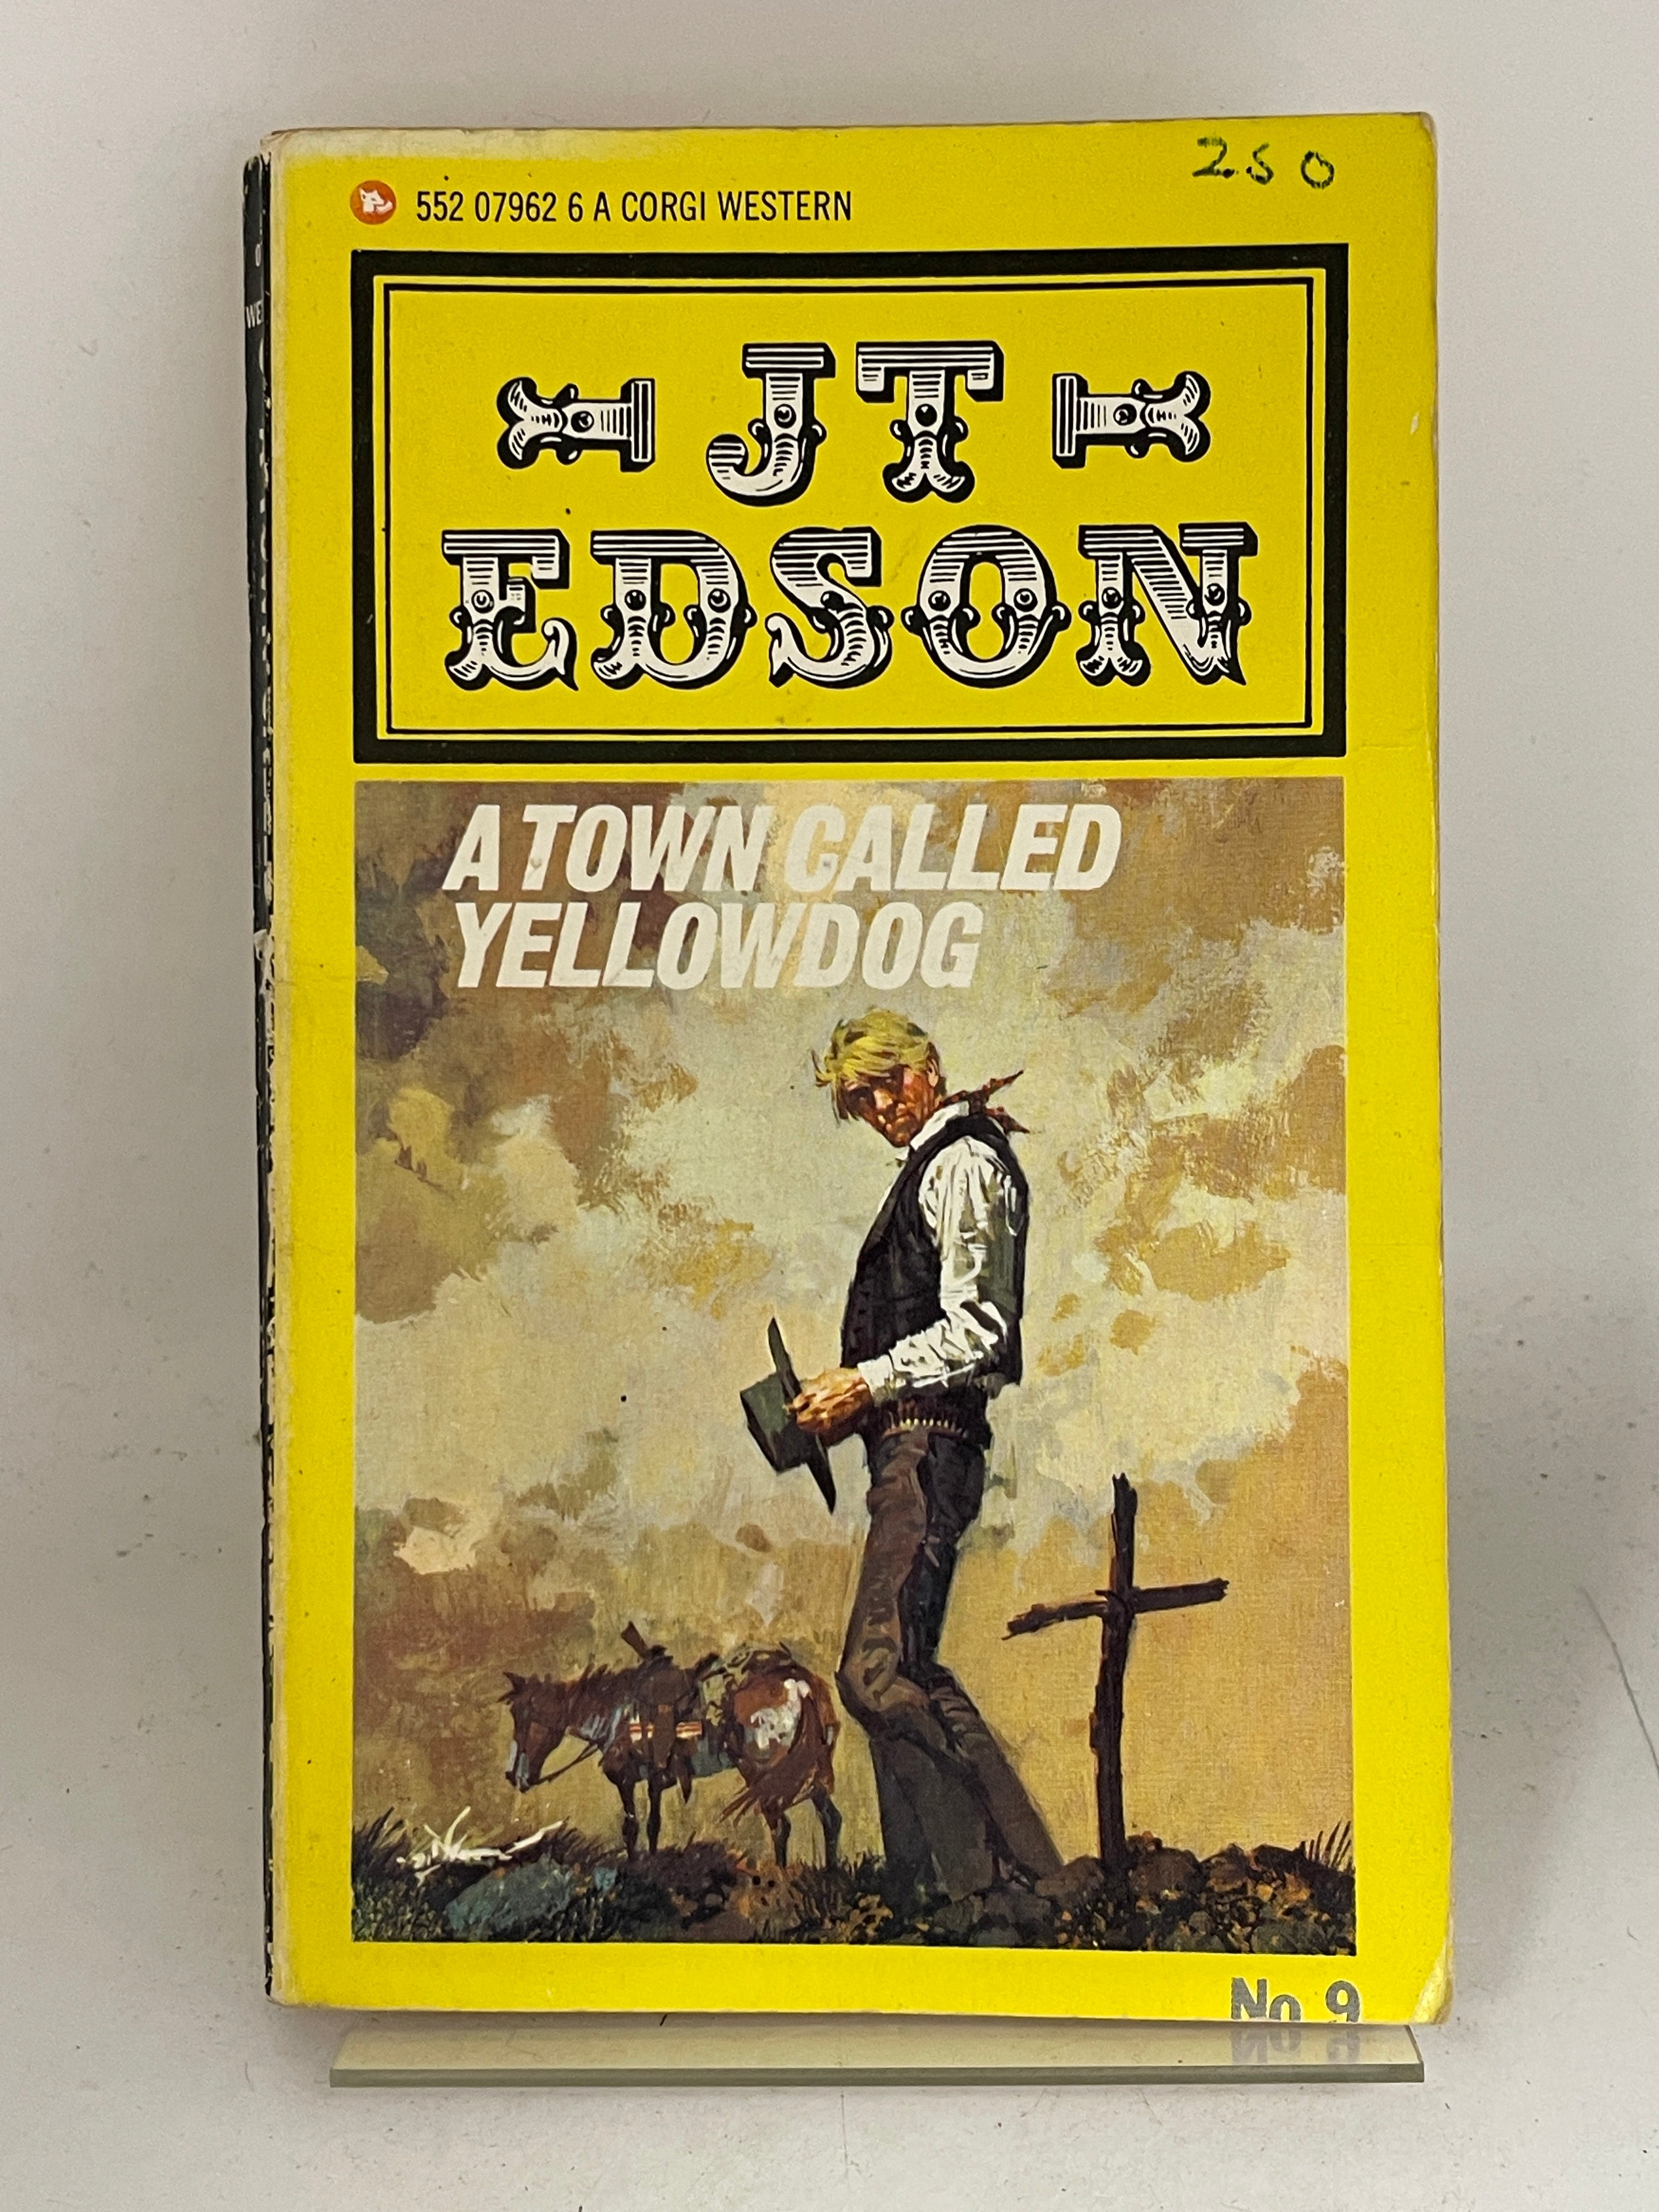 250
552 07962 6 A CORGI WESTERN
JT
EDSON
A TOWN CALLED
YELLOWDOG
No 9